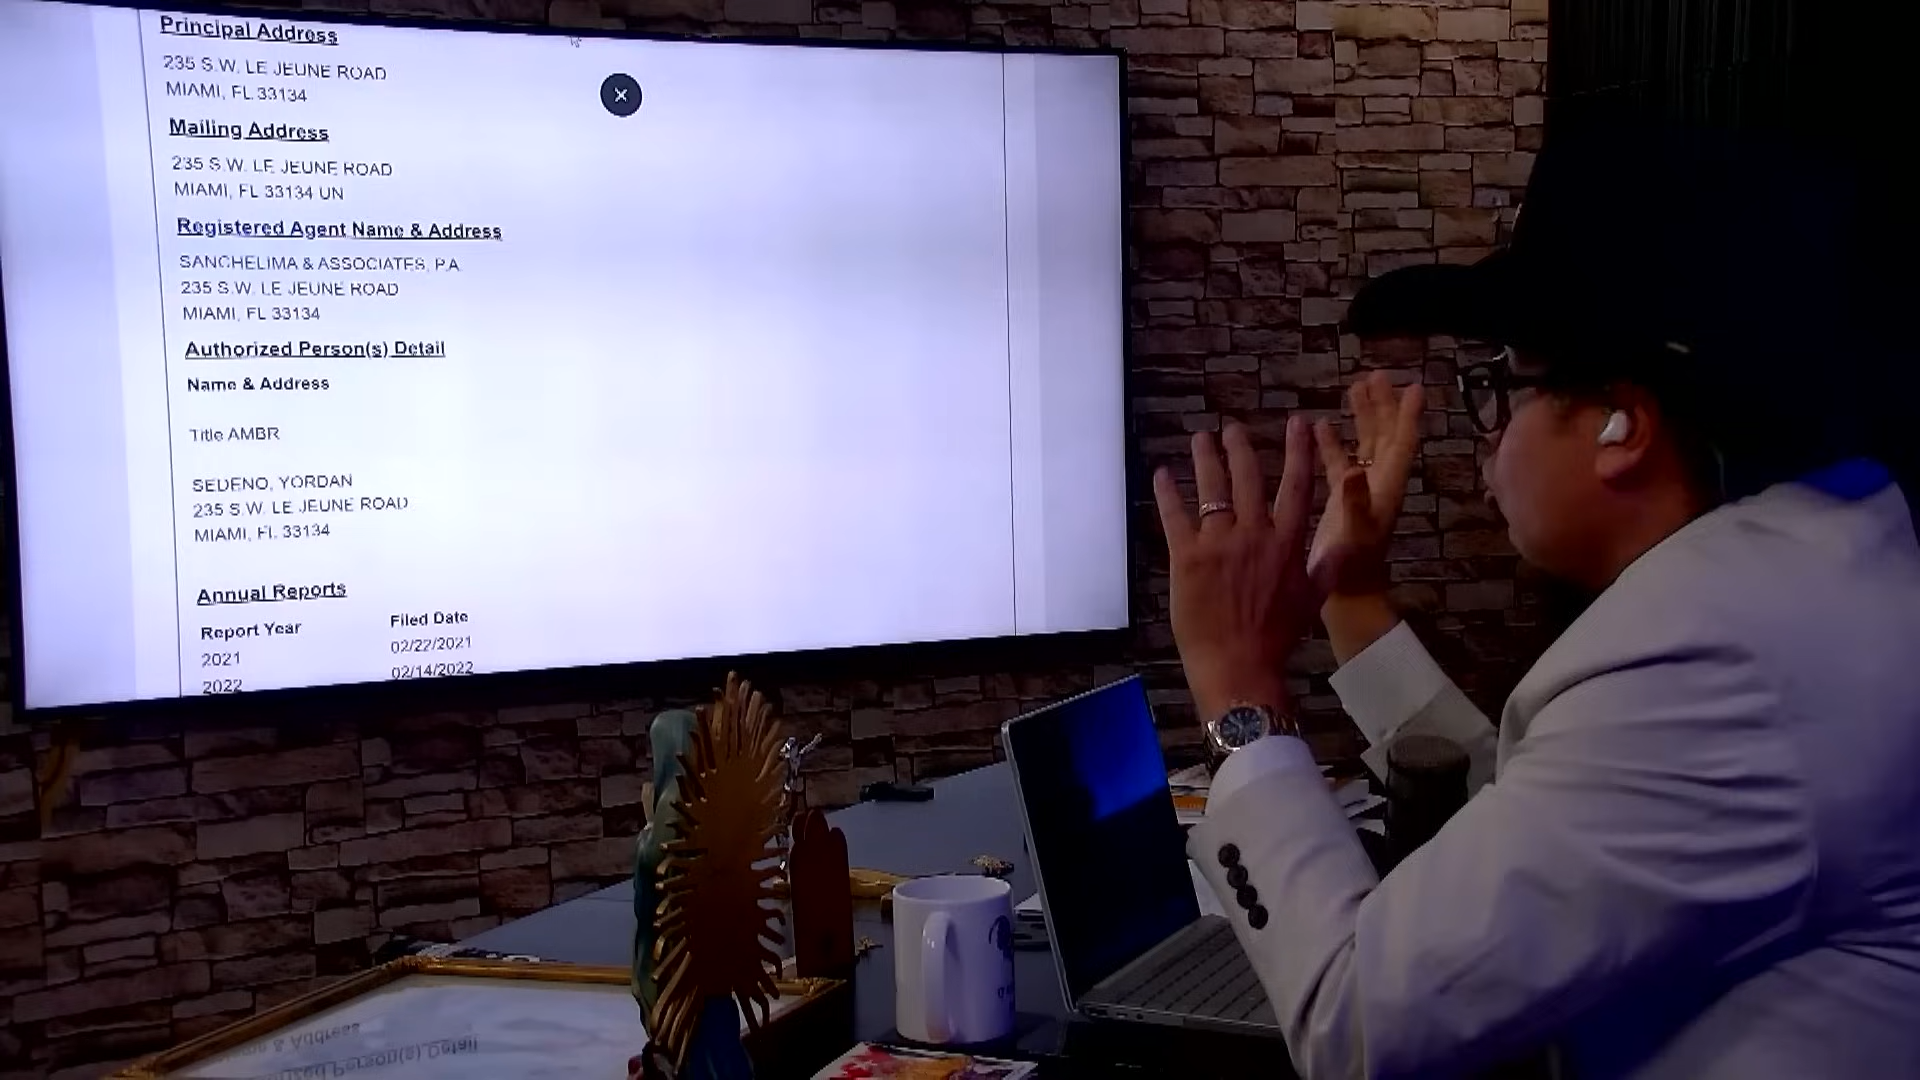 Principal Address
235 S.W. LE JEUNE ROAD
MIAMI, FL 33134
Mailing Address
235 S.W. LE JEUNE ROAD
MIAMI, FL 33134 UN
Registered Agent Name & Address
SANCHELIMA & ASSOCIATES, P.A.
235 S.W. LE JEUNE ROAD
MIAMI, FL 33134
Authorized Person(s) Detail
Name & Address
Title AMBR
SEDENO, YORDAN
235 S.W. LE JEUNE ROAD
MIAMI, FL 33134
Annual Reports
Report Year Filed Date
2021 02/22/2021
2022 02/14/2022
& Address
Person(s) Detail